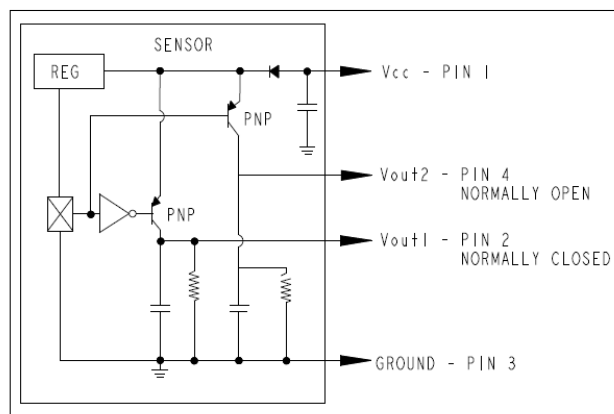 SENSOR
REG
Vcc - PIN 1
PNP
Vout2 - PIN 4
NORMALLY OPEN
PNP
Vout1 - PIN 2
NORMALLY CLOSED
GROUND - PIN 3